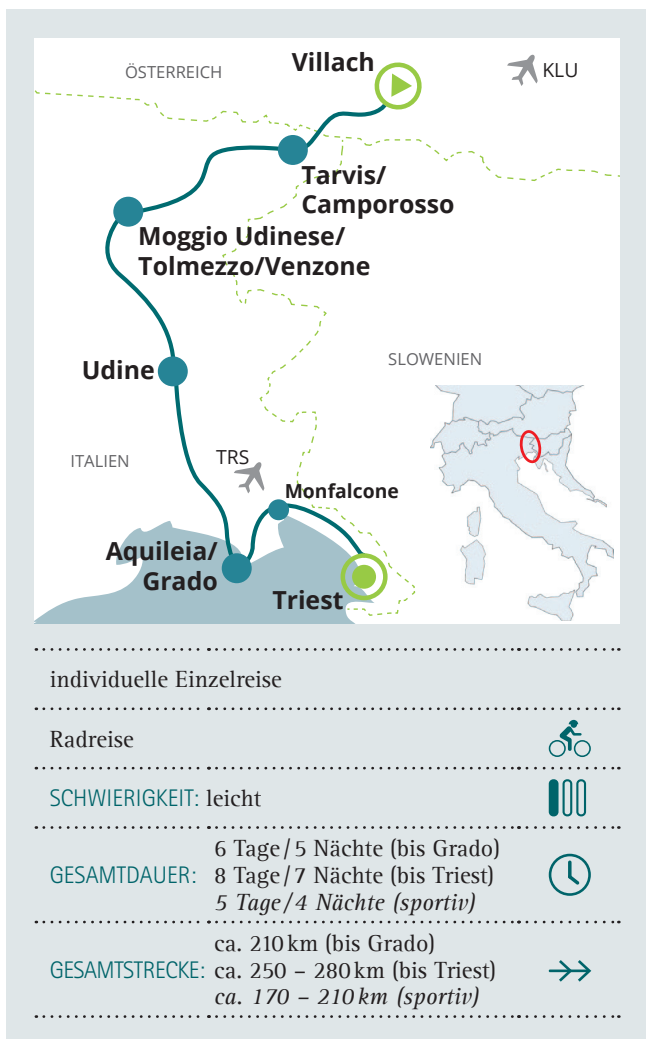 Villach
ÖSTERREICH
KLU
Tarvis/
Camporosso
Moggio Udinese/
Tolmezzo/Venzone
SLOWENIEN
Udine
ITALIEN
TRS
Monfalcone
Aquileia/
Grado
Triest
individuelle Einzelreise
Radreise
SCHWIERIGKEIT: leicht
GESAMTDAUER: 6 Tage/5 Nächte (bis Grado)
8 Tage/7 Nächte (bis Triest)
5 Tage/4 Nächte (sportiv)
GESAMTSTRECKE: ca. 210 km (bis Grado)
ca. 250 – 280 km (bis Triest)
ca. 170 – 210 km (sportiv)